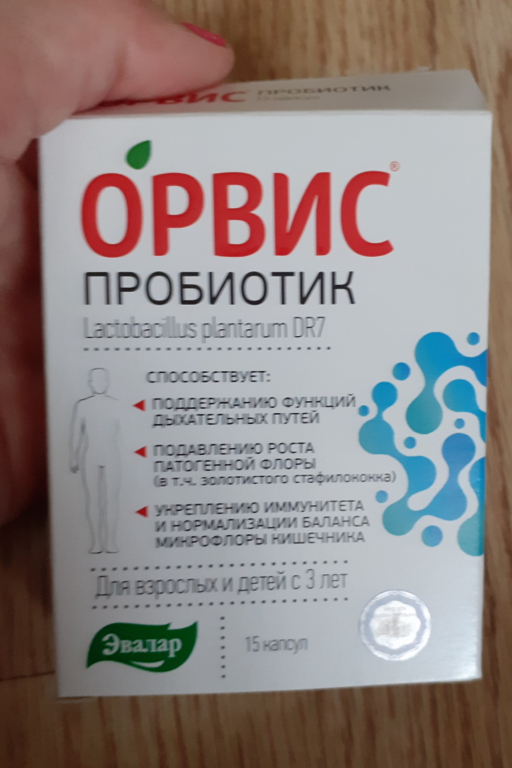 ОРВИС ПРОБИОТИК
ОРВИС®
ПРОБИОТИК
Lactobacillus plantarum DR7
СПОСОБСТВУЕТ:
ПОДДЕРЖАНИЮ ФУНКЦИЙ
ДЫХАТЕЛЬНЫХ ПУТЕЙ
ПОДАВЛЕНИЮ РОСТА
ПАТОГЕННОЙ ФЛОРЫ
(в т.ч. золотистого стафилококка)
УКРЕПЛЕНИЮ ИММУНИТЕТА
И НОРМАЛИЗАЦИИ БАЛАНСА
МИКРОФЛОРЫ КИШЕЧНИКА
Для взрослых и детей с 3 лет
Эвалар
15 капсул